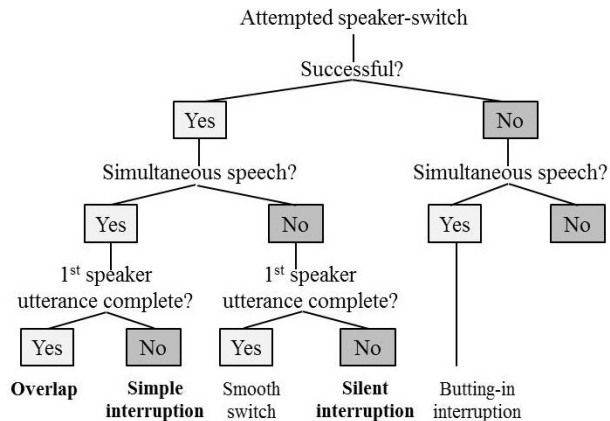 Attempted speaker-switch
Successful?
Yes
No
Simultaneous speech?
Simultaneous speech?
Yes
No
Yes
No
1st speaker
utterance complete?
1st speaker
utterance complete?
Yes
No
Yes
No
Overlap
Simple
interruption
Smooth
switch
Silent
interruption
Butting-in
interruption